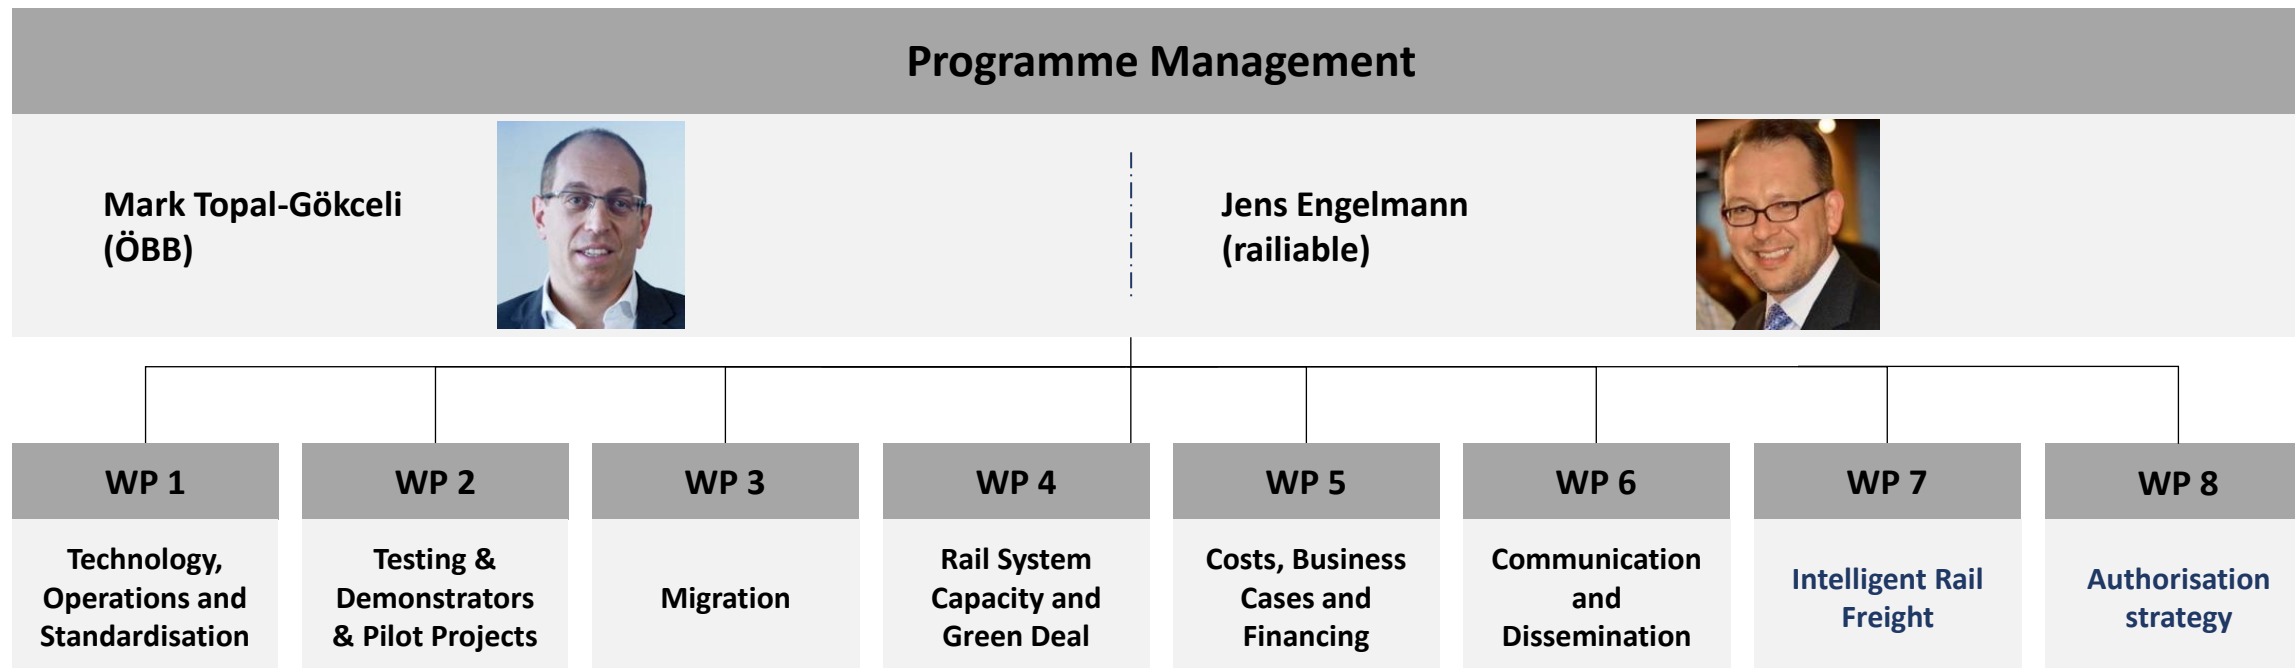 Programme Management
Mark Topal-Gökceli
(ÖBB)
Jens Engelmann
(railiable)
WP 1
Technology,
Operations and
Standardisation
WP 2
Testing &
Demonstrators
& Pilot Projects
WP 3
Migration
WP 4
Rail System
Capacity and
Green Deal
WP 5
Costs, Business
Cases and
Financing
WP 6
Communication
and
Dissemination
WP 7
Intelligent Rail
Freight
WP 8
Authorisation
strategy